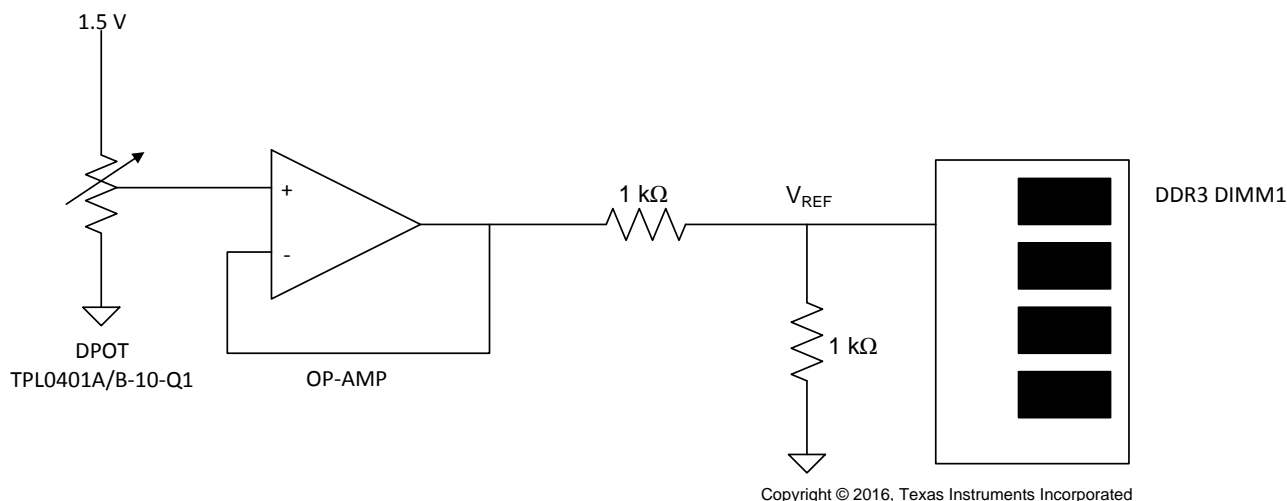 1.5 V
+
-
DPOT
TPL0401A/B-10-Q1
OP-AMP
1 kΩ
VREF
1 kΩ
DDR3 DIMM1
Copyright © 2016, Texas Instruments Incorporated